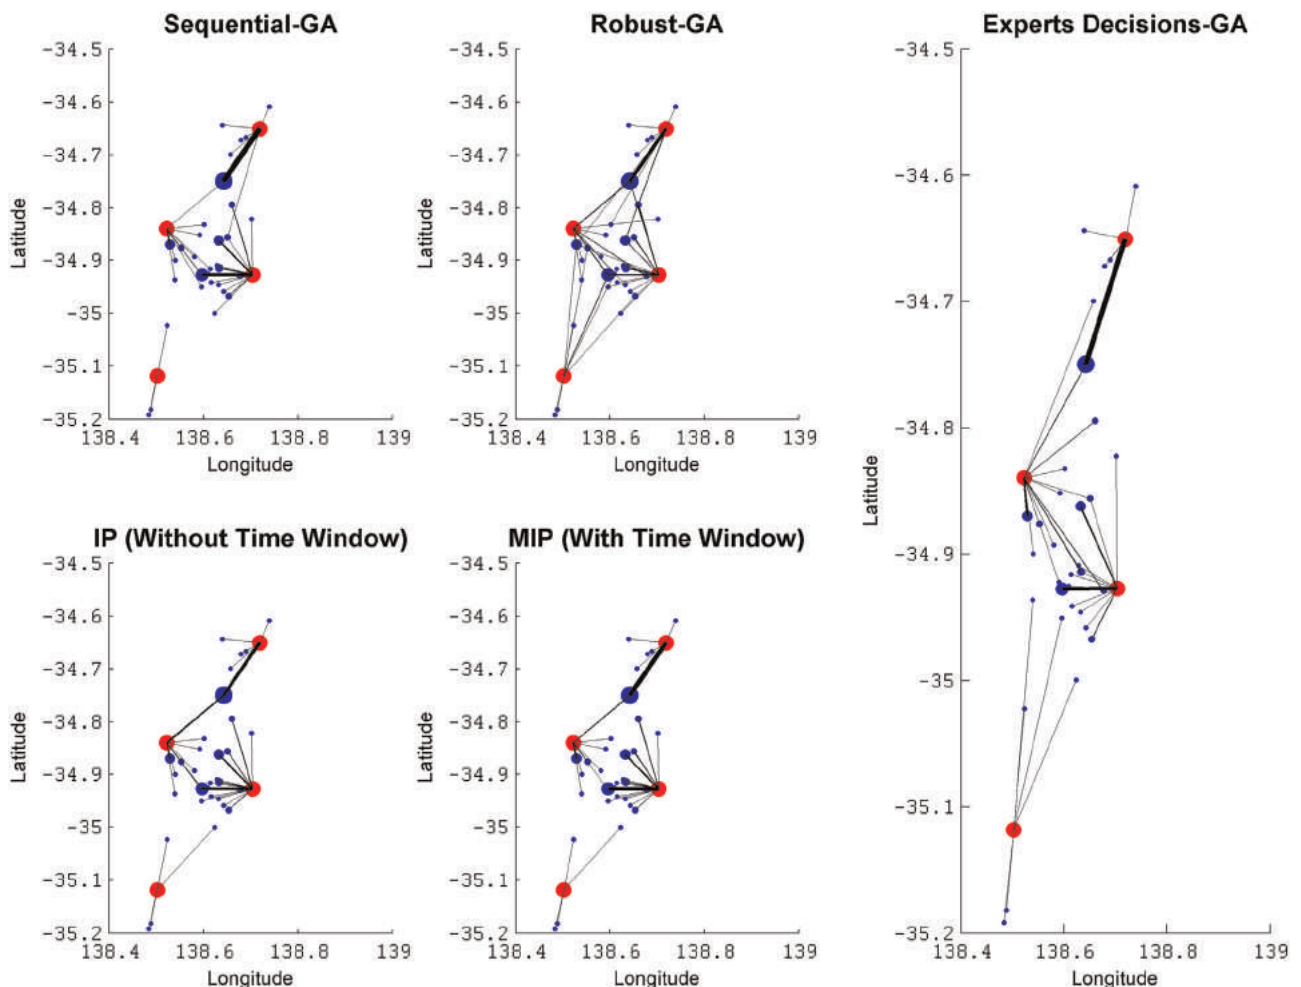 Sequential-GA
-34.5
-34.6
-34.7
-34.8
-34.9
-35
-35.1
-35.2
Latitude
138.4 138.6 138.8 139
Longitude
Robust-GA
-34.5
-34.6
-34.7
-34.8
-34.9
-35
-35.1
-35.2
Latitude
138.4 138.6 138.8 139
Longitude
Experts Decisions-GA
-34.5
-34.6
-34.7
-34.8
-34.9
-35
-35.1
-35.2
Latitude
138.4 138.6 138.8 139
Longitude
IP (Without Time Window)
-34.5
-34.6
-34.7
-34.8
-34.9
-35
-35.1
-35.2
Latitude
138.4 138.6 138.8 139
Longitude
MIP (With Time Window)
-34.5
-34.6
-34.7
-34.8
-34.9
-35
-35.1
-35.2
Latitude
138.4 138.6 138.8 139
Longitude